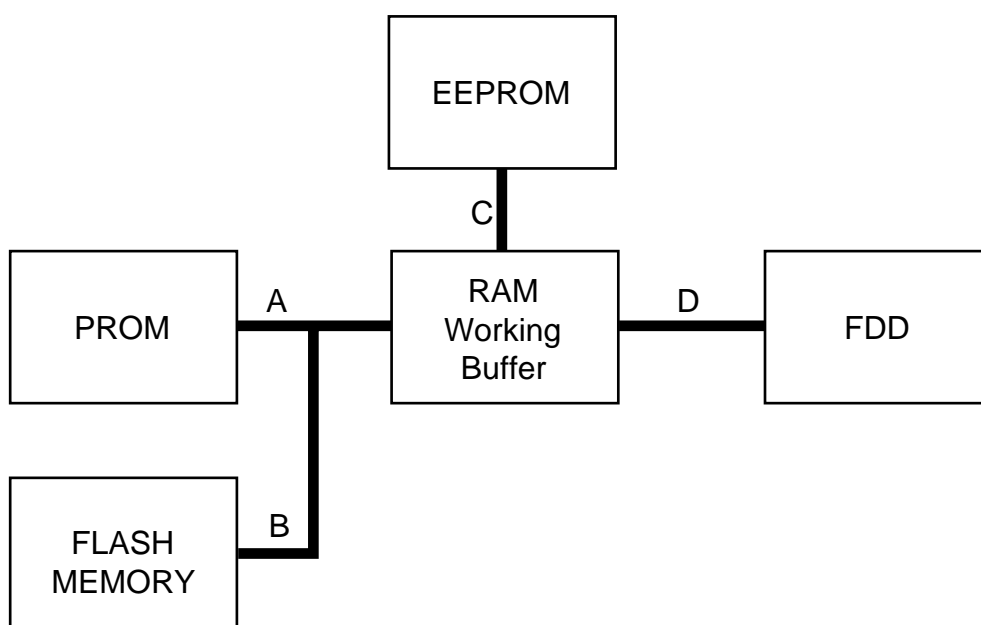 EEPROM
C
PROM
A
RAM
Working
Buffer
D
FDD
FLASH
MEMORY
B